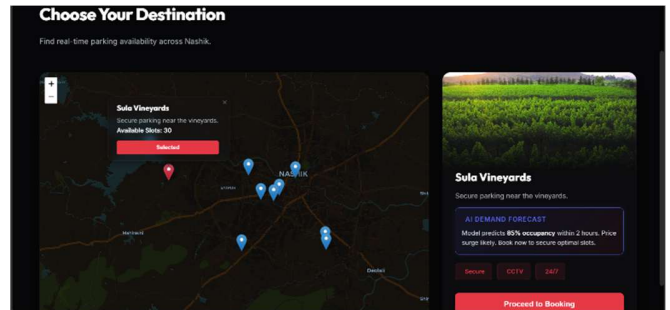 Choose Your Destination
Find real-time parking availability across Nashik.
+
−
×
Sula Vineyards
Secure parking near the vineyards.
Available Slots: 30
Selected
NASHIK
Sula Vineyards
Secure parking near the vineyards.
AI DEMAND FORECAST
Model predicts 85% occupancy within 2 hours. Price
surge likely. Book now to secure optimal slots.
Secure
CCTV
24/7
Proceed to Booking